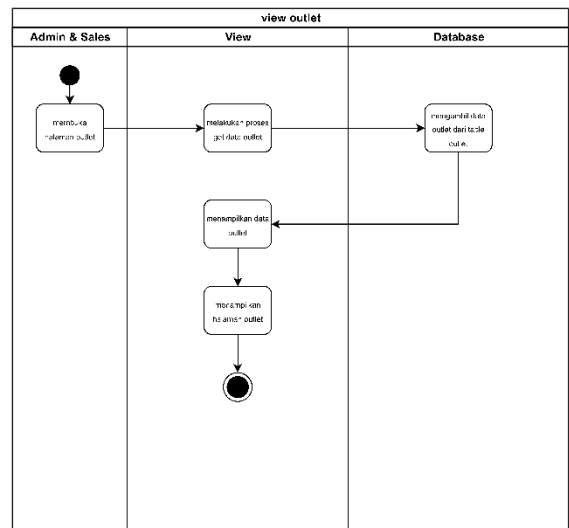 view outlet
Admin & Sales
View
Database
membuka
halaman outlet
melakukan proses
get data outlet
mengambil data
outlet dari table
outlet
menampilkan data
outlet
menampilkan
halaman outlet